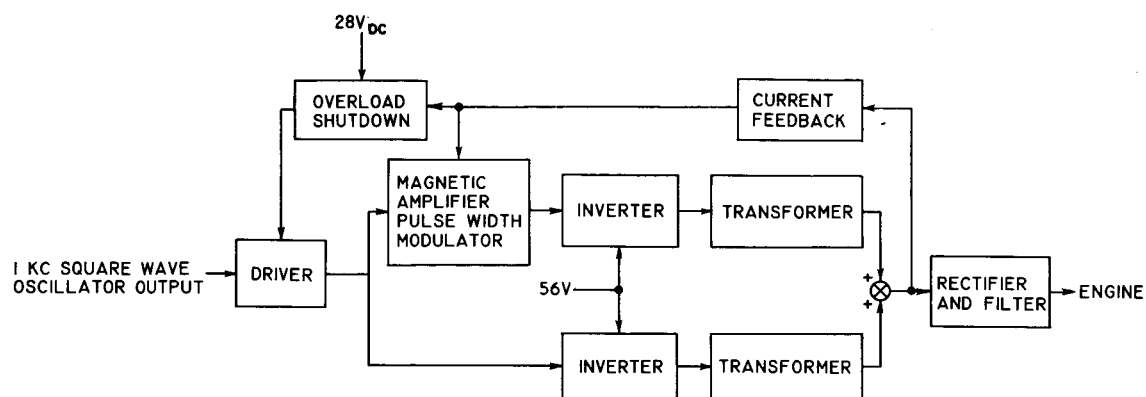 28V DC
OVERLOAD
SHUTDOWN
CURRENT
FEEDBACK
MAGNETIC
AMPLIFIER
PULSE WIDTH
MODULATOR
INVERTER
TRANSFORMER
1 KC SQUARE WAVE
OSCILLATOR OUTPUT
DRIVER
56V
+
+
RECTIFIER
AND FILTER
ENGINE
INVERTER
TRANSFORMER